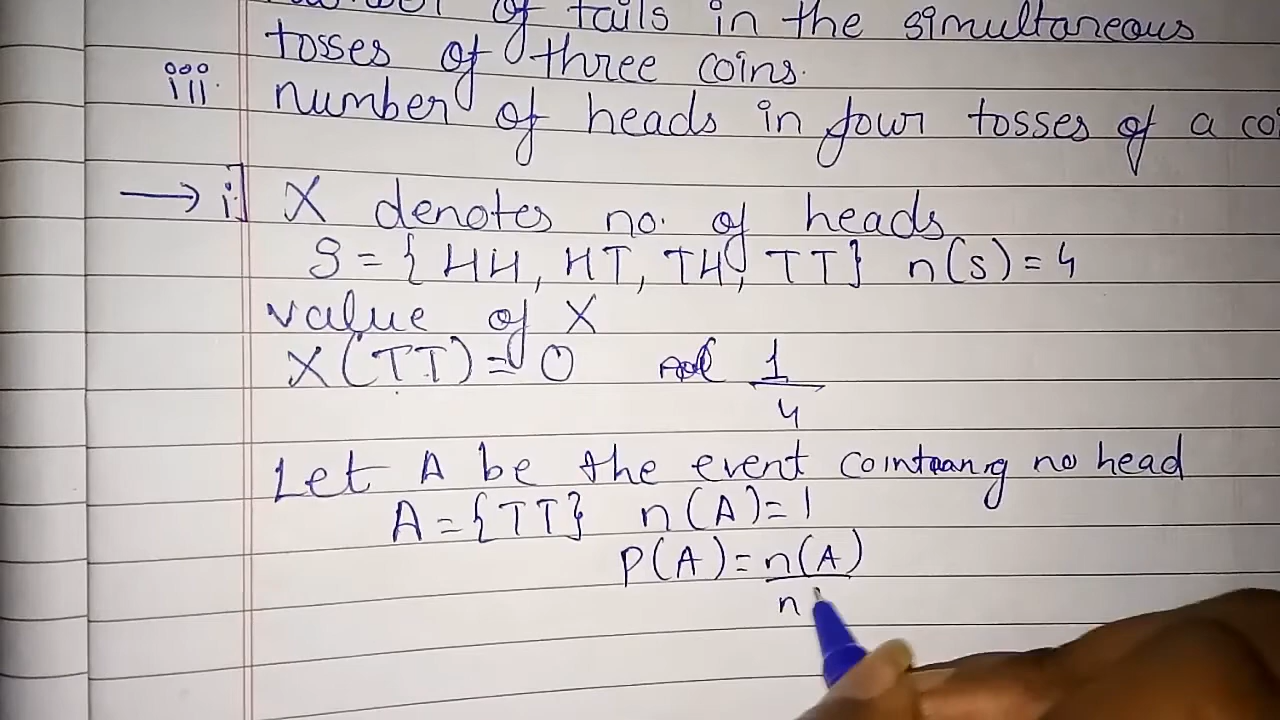 of tails in the simultaneous
tosses of three coins.
iii. number of heads in four tosses of a co
→ i] X denotes no. of heads
S = { HH, HT, TH, TT } n(s) = 4
value of X
X(TT) = 0 1/4
Let A be the event no head
A = {TT} n(A) = 1
P(A) = n(A)
n